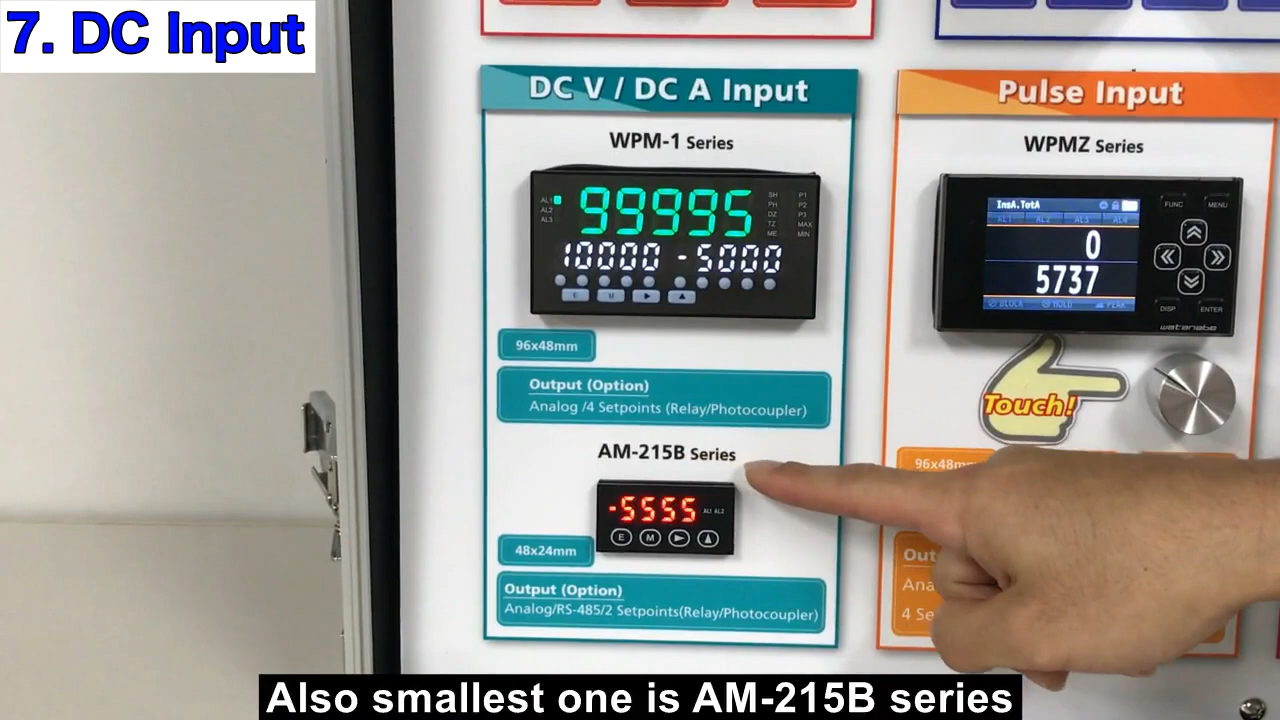 7. DC Input
DC V / DC A Input
WPM-1 Series
AL1
AL2
AL3
99995
SH
PH
DZ
TZ
ME
P1
P2
P3
MAX
MIN
10000 -5000
E M
96x48mm
Output (Option)
Analog /4 Setpoints (Relay/Photocoupler)
AM-215B Series
-5555
AL1 AL2
E M
48x24mm
Output (Option)
Analog/RS-485/2 Setpoints(Relay/Photocoupler)
Pulse Input
WPMZ Series
InsA.TotA
AL1 AL2 AL3 AL4
0
5737
BLOCK HOLD PEAK
FUNC MENU
DISP ENTER
watanabe
Touch!
96x48mm
Out
Ana
4 Se
Also smallest one is AM-215B series